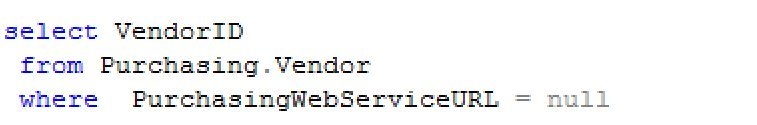 select VendorID
from Purchasing.Vendor
where PurchasingWebServiceURL = null